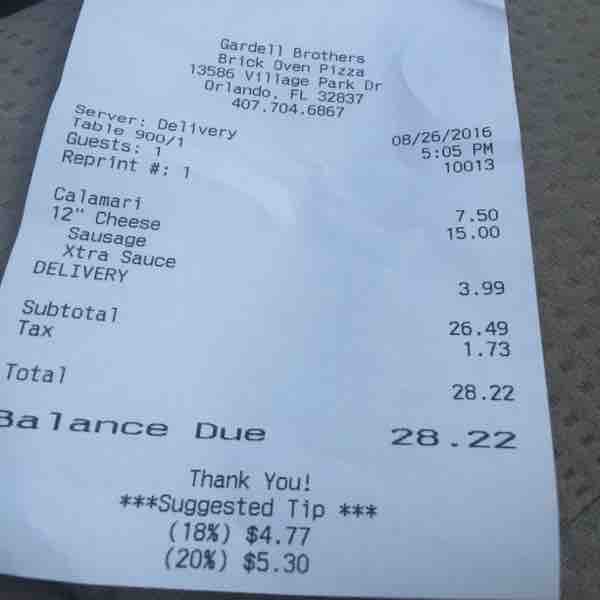 Gardell Brothers
Brick Oven Pizza
13586 Village Park Dr
Orlando, FL 32837
407.704.6867
Server: Delivery 08/26/2016
Table 900/1 5:05 PM
Guests: 1 10013
Reprint #: 1
Calamari 7.50
12" Cheese 15.00
Sausage
Xtra Sauce
DELIVERY 3.99
Subtotal 26.49
Tax 1.73
Total 28.22
Balance Due 28.22
Thank You!
***Suggested Tip ***
(18%) $4.77
(20%) $5.30